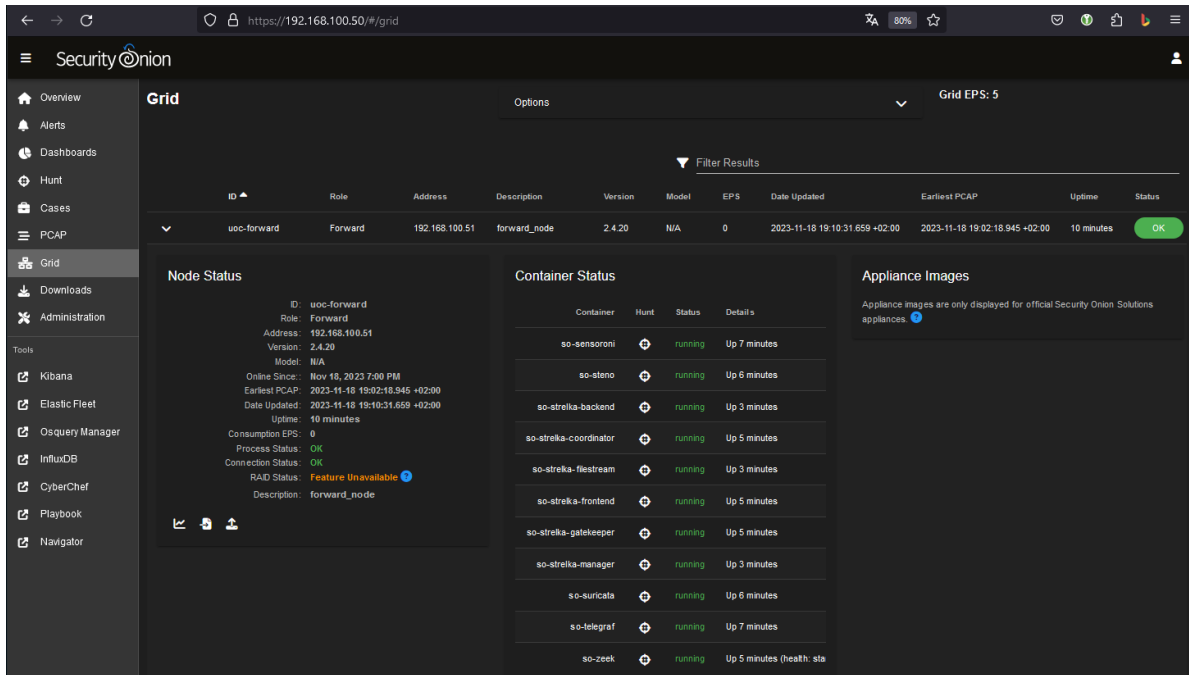 https://192.168.100.50/#/grid
80%
Security Onion
Overview
Alerts
Dashboards
Hunt
Cases
PCAP
Grid
Downloads
Administration
Tools
Kibana
Elastic Fleet
Osquery Manager
InfluxDB
CyberChef
Playbook
Navigator
Grid
Options
Grid EPS: 5
Filter Results
ID Role Address Description Version Model EPS Date Updated Earliest PCAP Uptime Status
uoc-forward Forward 192.168.100.51 forward_node 2.4.20 N/A 0 2023-11-18 19:10:31.659 +02:00 2023-11-18 19:02:18.945 +02:00 10 minutes OK
Node Status
ID: uoc-forward
Role: Forward
Address: 192.168.100.51
Version: 2.4.20
Model: N/A
Online Since:: Nov 18, 2023 7:00 PM
Earliest PCAP: 2023-11-18 19:02:18.945 +02:00
Date Updated: 2023-11-18 19:10:31.659 +02:00
Uptime: 10 minutes
Consumption EPS: 0
Process Status: OK
Connection Status: OK
RAID Status: Feature Unavailable ?
Description: forward_node
Container Status
Container Hunt Status Details
so-sensoroni running Up 7 minutes
so-steno running Up 6 minutes
so-strelka-backend running Up 3 minutes
so-strelka-coordinator running Up 5 minutes
so-strelka-filestream running Up 3 minutes
so-strelka-frontend running Up 5 minutes
so-strelka-gatekeeper running Up 5 minutes
so-strelka-manager running Up 3 minutes
so-suricata running Up 6 minutes
so-telegraf running Up 7 minutes
so-zeek running Up 5 minutes (health: sta
Appliance Images
Appliance images are only displayed for official Security Onion Solutions
appliances. ?